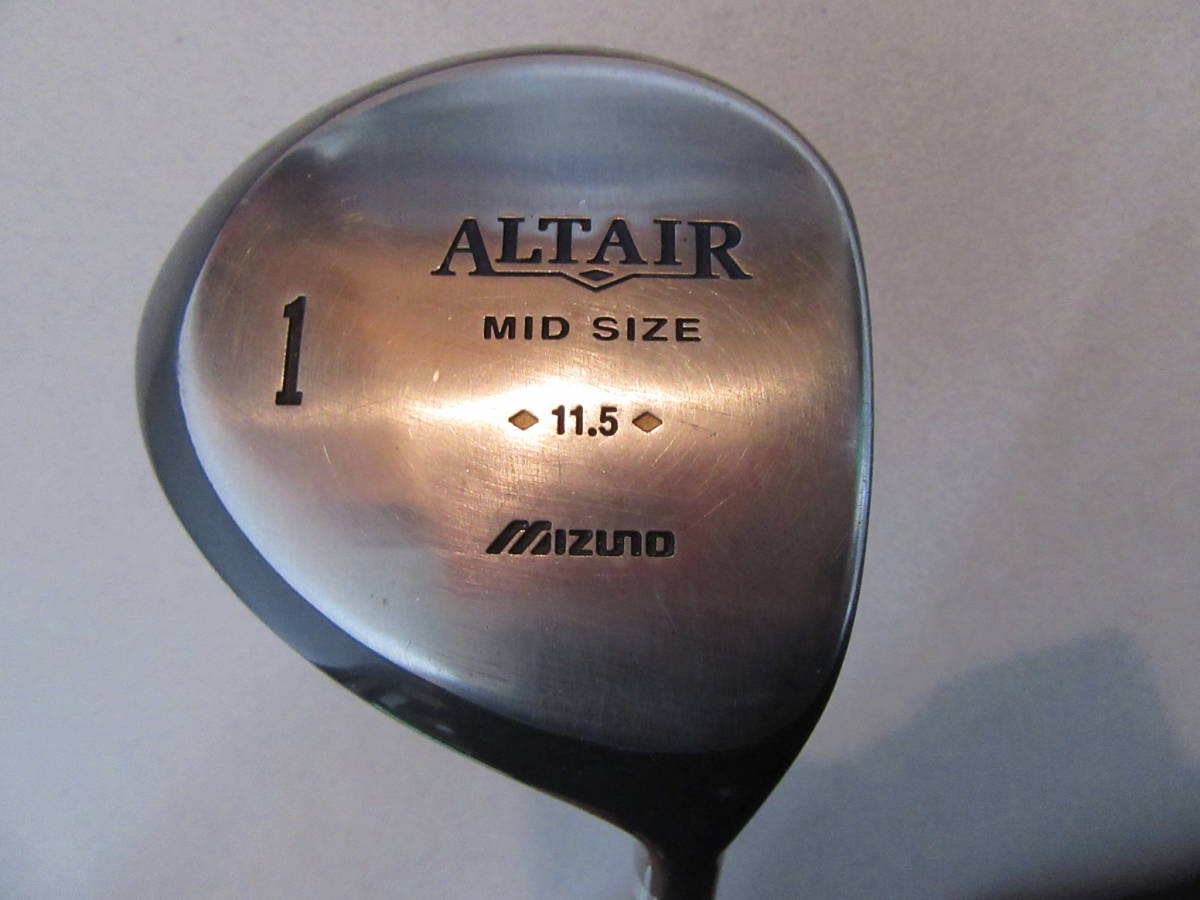 ALTAIR
MID SIZE
1
11.5
MIZUNO